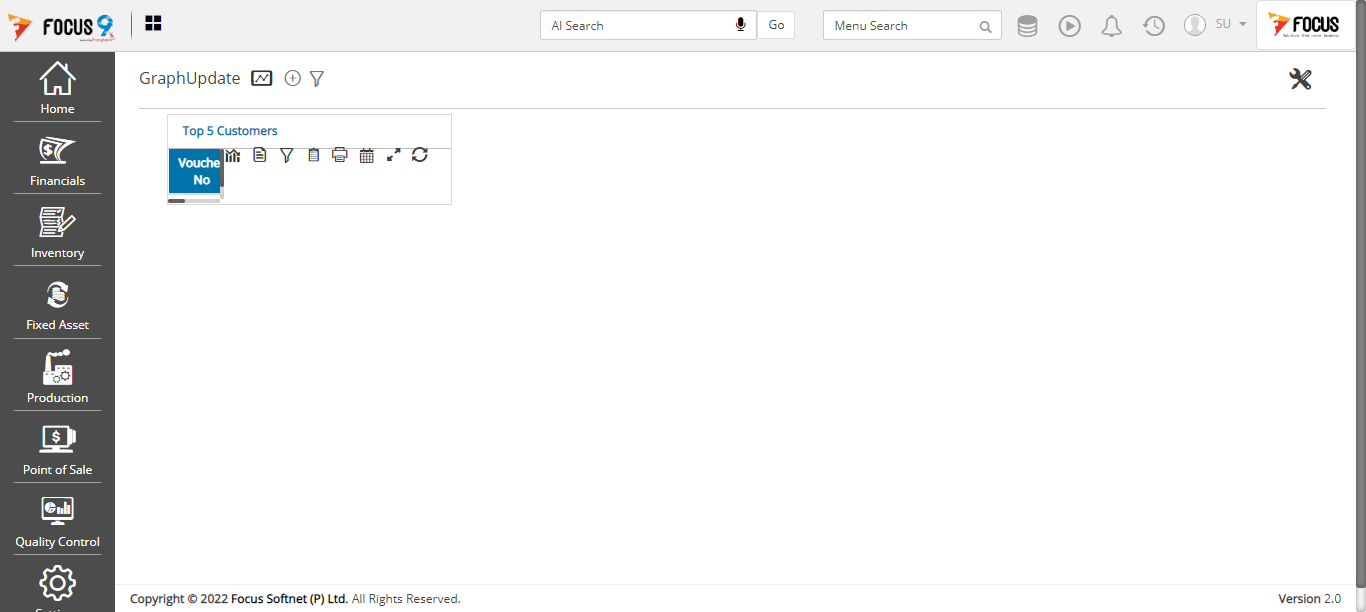 FOCUS 9
AI Search
Go
Menu Search
SU
FOCUS
Home
Financials
Inventory
Fixed Asset
Production
Point of Sale
Quality Control
GraphUpdate
Top 5 Customers
Vouche
No
Copyright © 2022 Focus Softnet (P) Ltd. All Rights Reserved.
Version 2.0